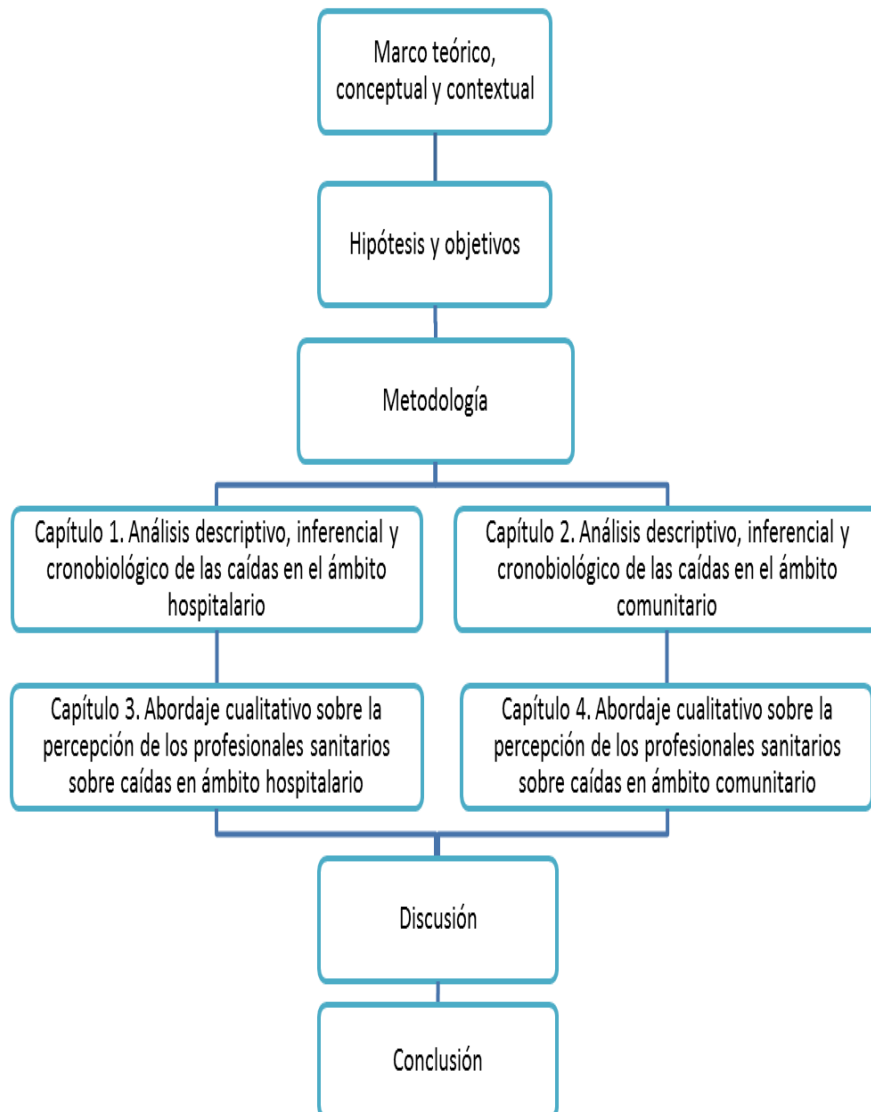 Marco teórico,
conceptual y contextual
Hipótesis y objetivos
Metodología
Capítulo 1. Análisis descriptivo, inferencial y
cronobiológico de las caídas en el ámbito
hospitalario
Capítulo 2. Análisis descriptivo, inferencial y
cronobiológico de las caídas en el ámbito
comunitario
Capítulo 3. Abordaje cualitativo sobre la
percepción de los profesionales sanitarios
sobre caídas en ámbito hospitalario
Capítulo 4. Abordaje cualitativo sobre la
percepción de los profesionales sanitarios
sobre caídas en ámbito comunitario
Discusión
Conclusión